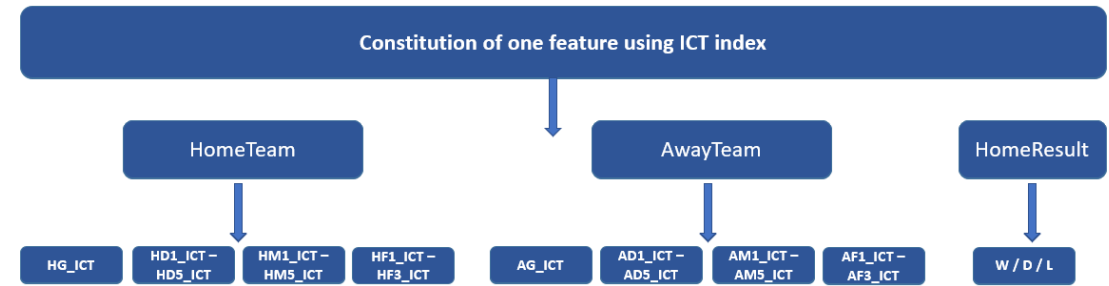 Constitution of one feature using ICT index
HomeTeam
AwayTeam
HomeResult
HG_ICT
HD1_ICT –
HD5_ICT
HM1_ICT –
HM5_ICT
HF1_ICT –
HF3_ICT
AG_ICT
AD1_ICT –
AD5_ICT
AM1_ICT –
AM5_ICT
AF1_ICT –
AF3_ICT
W / D / L